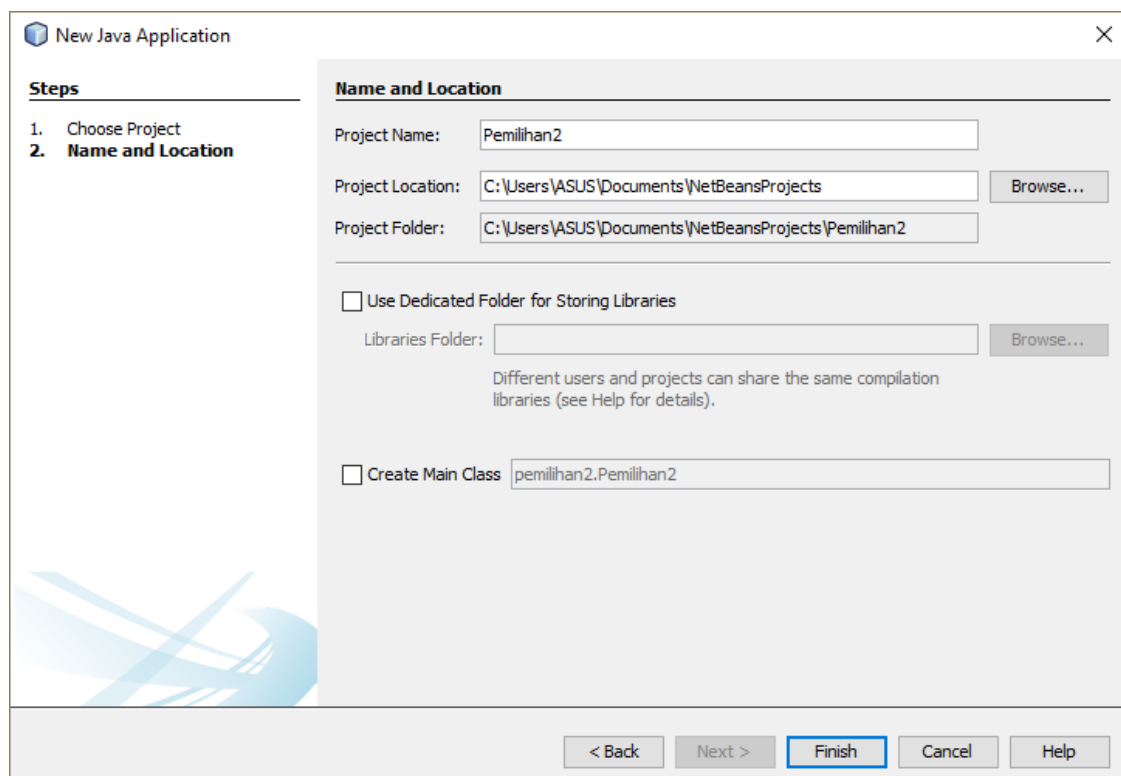 New Java Application
Steps
1. Choose Project
2. Name and Location
Name and Location
Project Name: Pemilihan2
Project Location: C:\Users\ASUS\Documents\NetBeansProjects Browse...
Project Folder: C:\Users\ASUS\Documents\NetBeansProjects\Pemilihan2
Use Dedicated Folder for Storing Libraries
Libraries Folder: Browse...
Different users and projects can share the same compilation
libraries (see Help for details).
Create Main Class pemilihan2.Pemilihan2
< Back Next > Finish Cancel Help